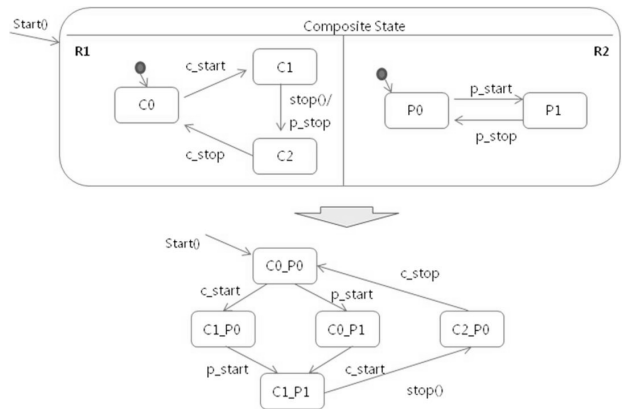 Start()
Composite State
R1
R2
c_start
C1
C0
stop()/
p_stop
c_stop
C2
P0
p_start
P1
p_stop
Start()
C0_P0
c_stop
c_start
p_start
C1_P0
C0_P1
C2_P0
p_start
c_start
C1_P1
stop()